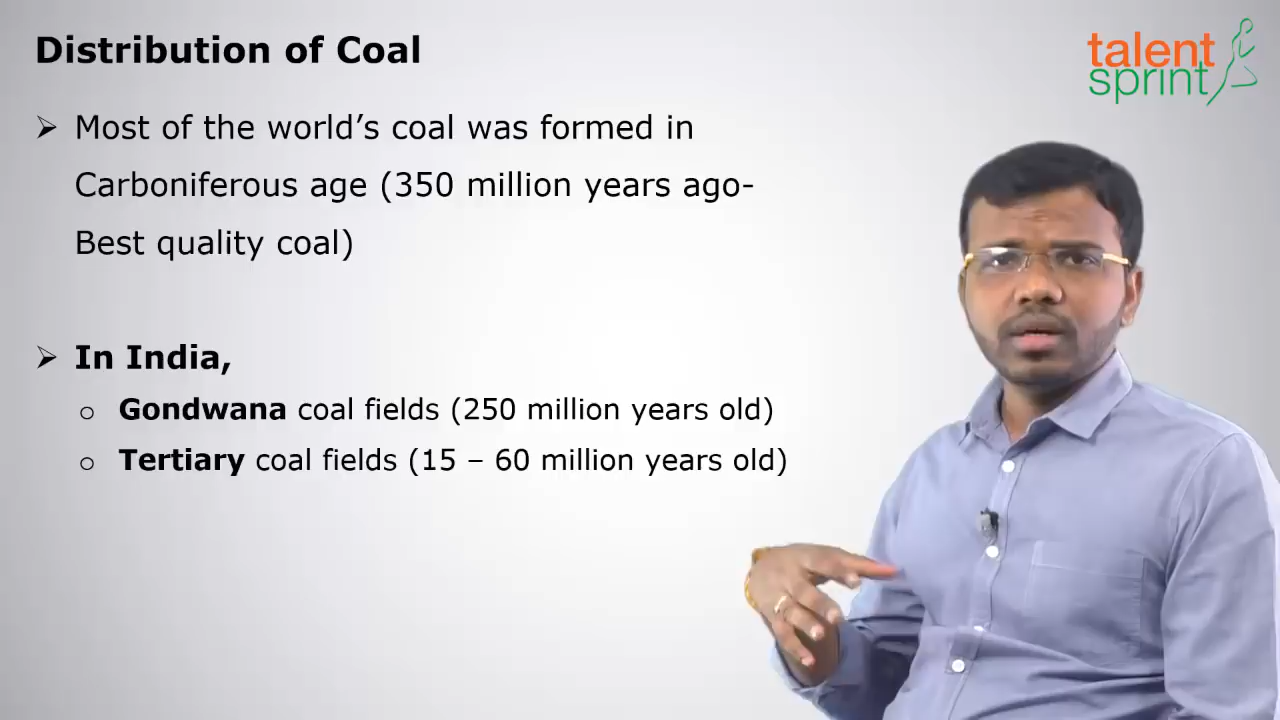 Distribution of Coal
talent
sprint
➢ Most of the world’s coal was formed in
Carboniferous age (350 million years ago-
Best quality coal)
➢ In India,
o Gondwana coal fields (250 million years old)
o Tertiary coal fields (15 – 60 million years old)